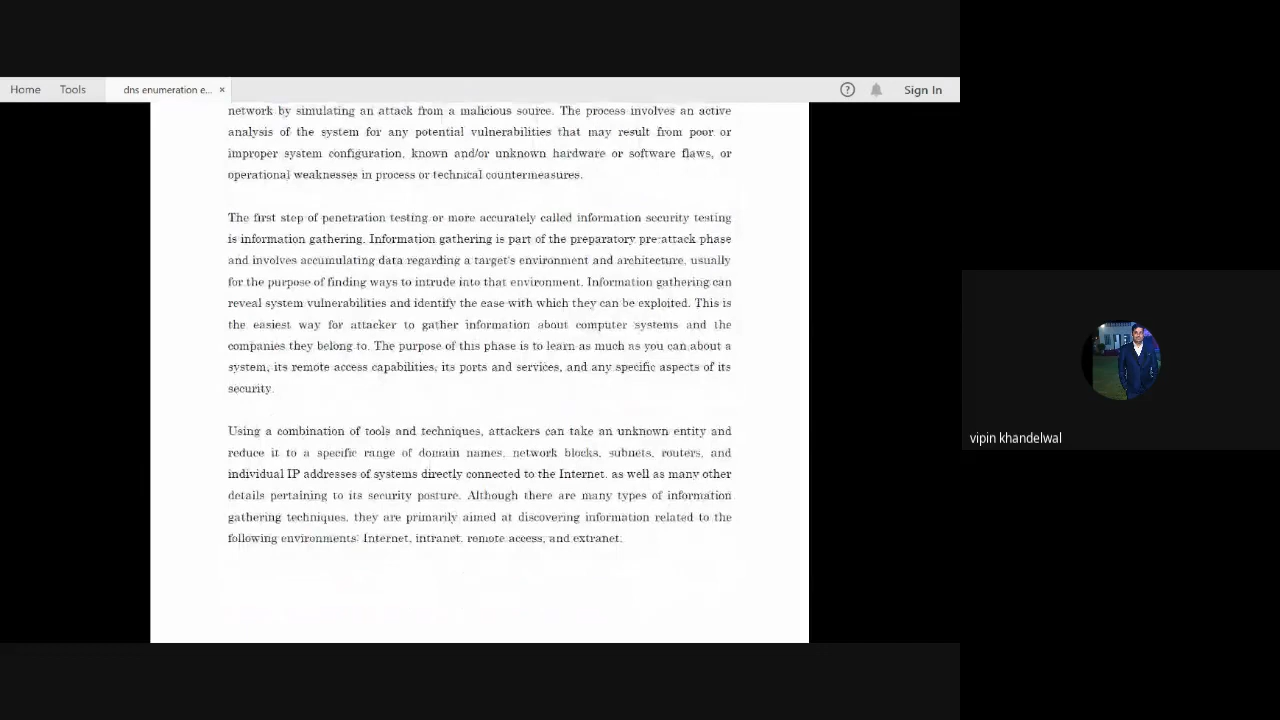 Home Tools dns enumeration e... × ? Sign In
network by simulating an attack from a malicious source. The process involves an active
analysis of the system for any potential vulnerabilities that may result from poor or
improper system configuration, known and/or unknown hardware or software flaws, or
operational weaknesses in process or technical countermeasures.
The first step of penetration testing or more accurately called information security testing
is information gathering. Information gathering is part of the preparatory pre-attack phase
and involves accumulating data regarding a target's environment and architecture, usually
for the purpose of finding ways to intrude into that environment. Information gathering can
reveal system vulnerabilities and identify the ease with which they can be exploited. This is
the easiest way for attacker to gather information about computer systems and the
companies they belong to. The purpose of this phase is to learn as much as you can about a
system, its remote access capabilities, its ports and services, and any specific aspects of its
security.
Using a combination of tools and techniques, attackers can take an unknown entity and
reduce it to a specific range of domain names, network blocks, subnets, routers, and
individual IP addresses of systems directly connected to the Internet, as well as many other
details pertaining to its security posture. Although there are many types of information
gathering techniques, they are primarily aimed at discovering information related to the
following environments: Internet, intranet, remote access, and extranet.
vipin khandelwal